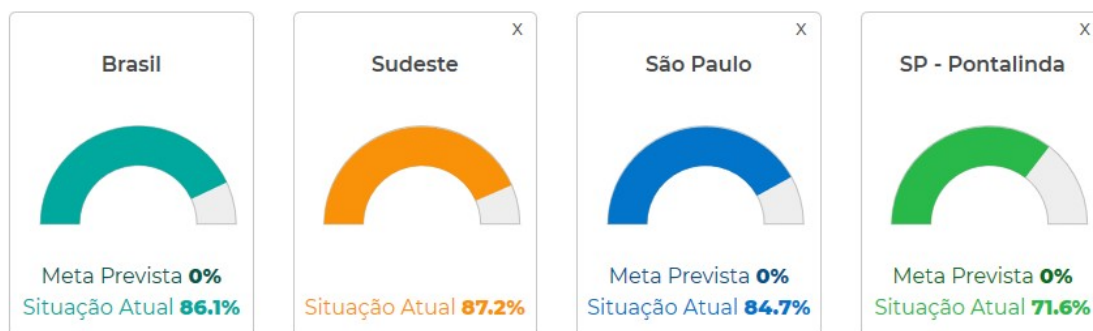 Brasil
Meta Prevista 0%
Situação Atual 86.1%
X
Sudeste
Situação Atual 87.2%
X
São Paulo
Meta Prevista 0%
Situação Atual 84.7%
X
SP - Pontalinda
Meta Prevista 0%
Situação Atual 71.6%